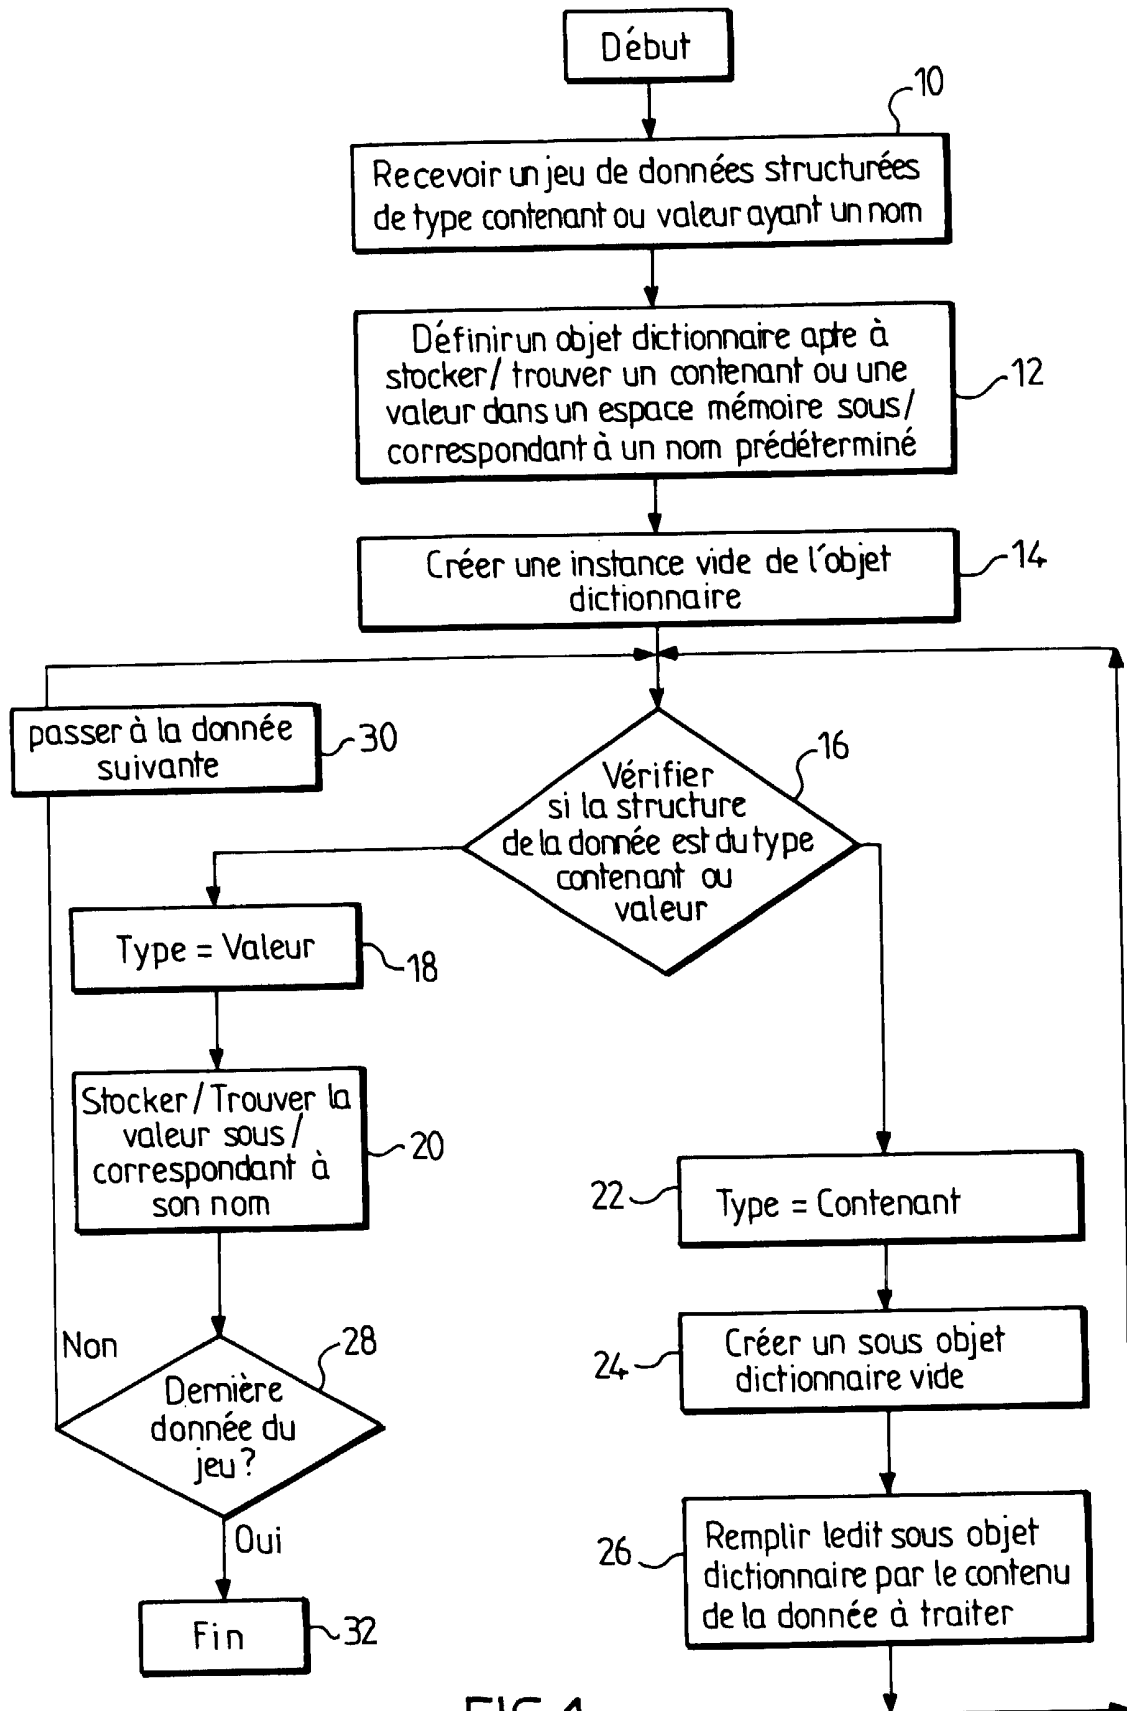 Début
10
Recevoir un jeu de données structurées
de type contenant ou valeur ayant un nom
Définir un objet dictionnaire apte à
stocker/ trouver un contenant ou une
valeur dans un espace mémoire sous/
correspondant à un nom prédéterminé
12
Créer une instance vide de l'objet
dictionnaire
14
passer à la donnée
suivante
30
16
Vérifier
si la structure
de la donnée est du type
contenant ou
valeur
Type = Valeur
18
Stocker/Trouver la
valeur sous/
correspondant à
son nom
20
22
Type = Contenant
24
Créer un sous objet
dictionnaire vide
Non
28
Dernière
donnée du
jeu?
Oui
26
Remplir ledit sous objet
dictionnaire par le contenu
de la donnée à traiter
Fin
32
FIG.1